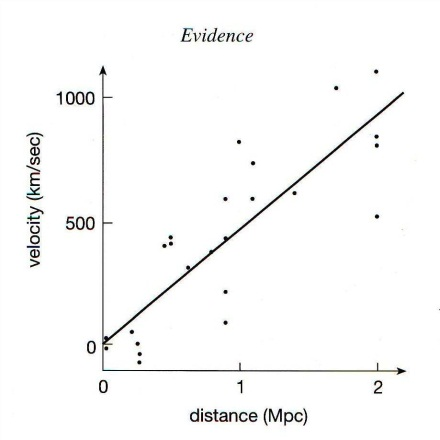 Evidence
1000
500
0
velocity (km/sec)
0 1 2
distance (Mpc)